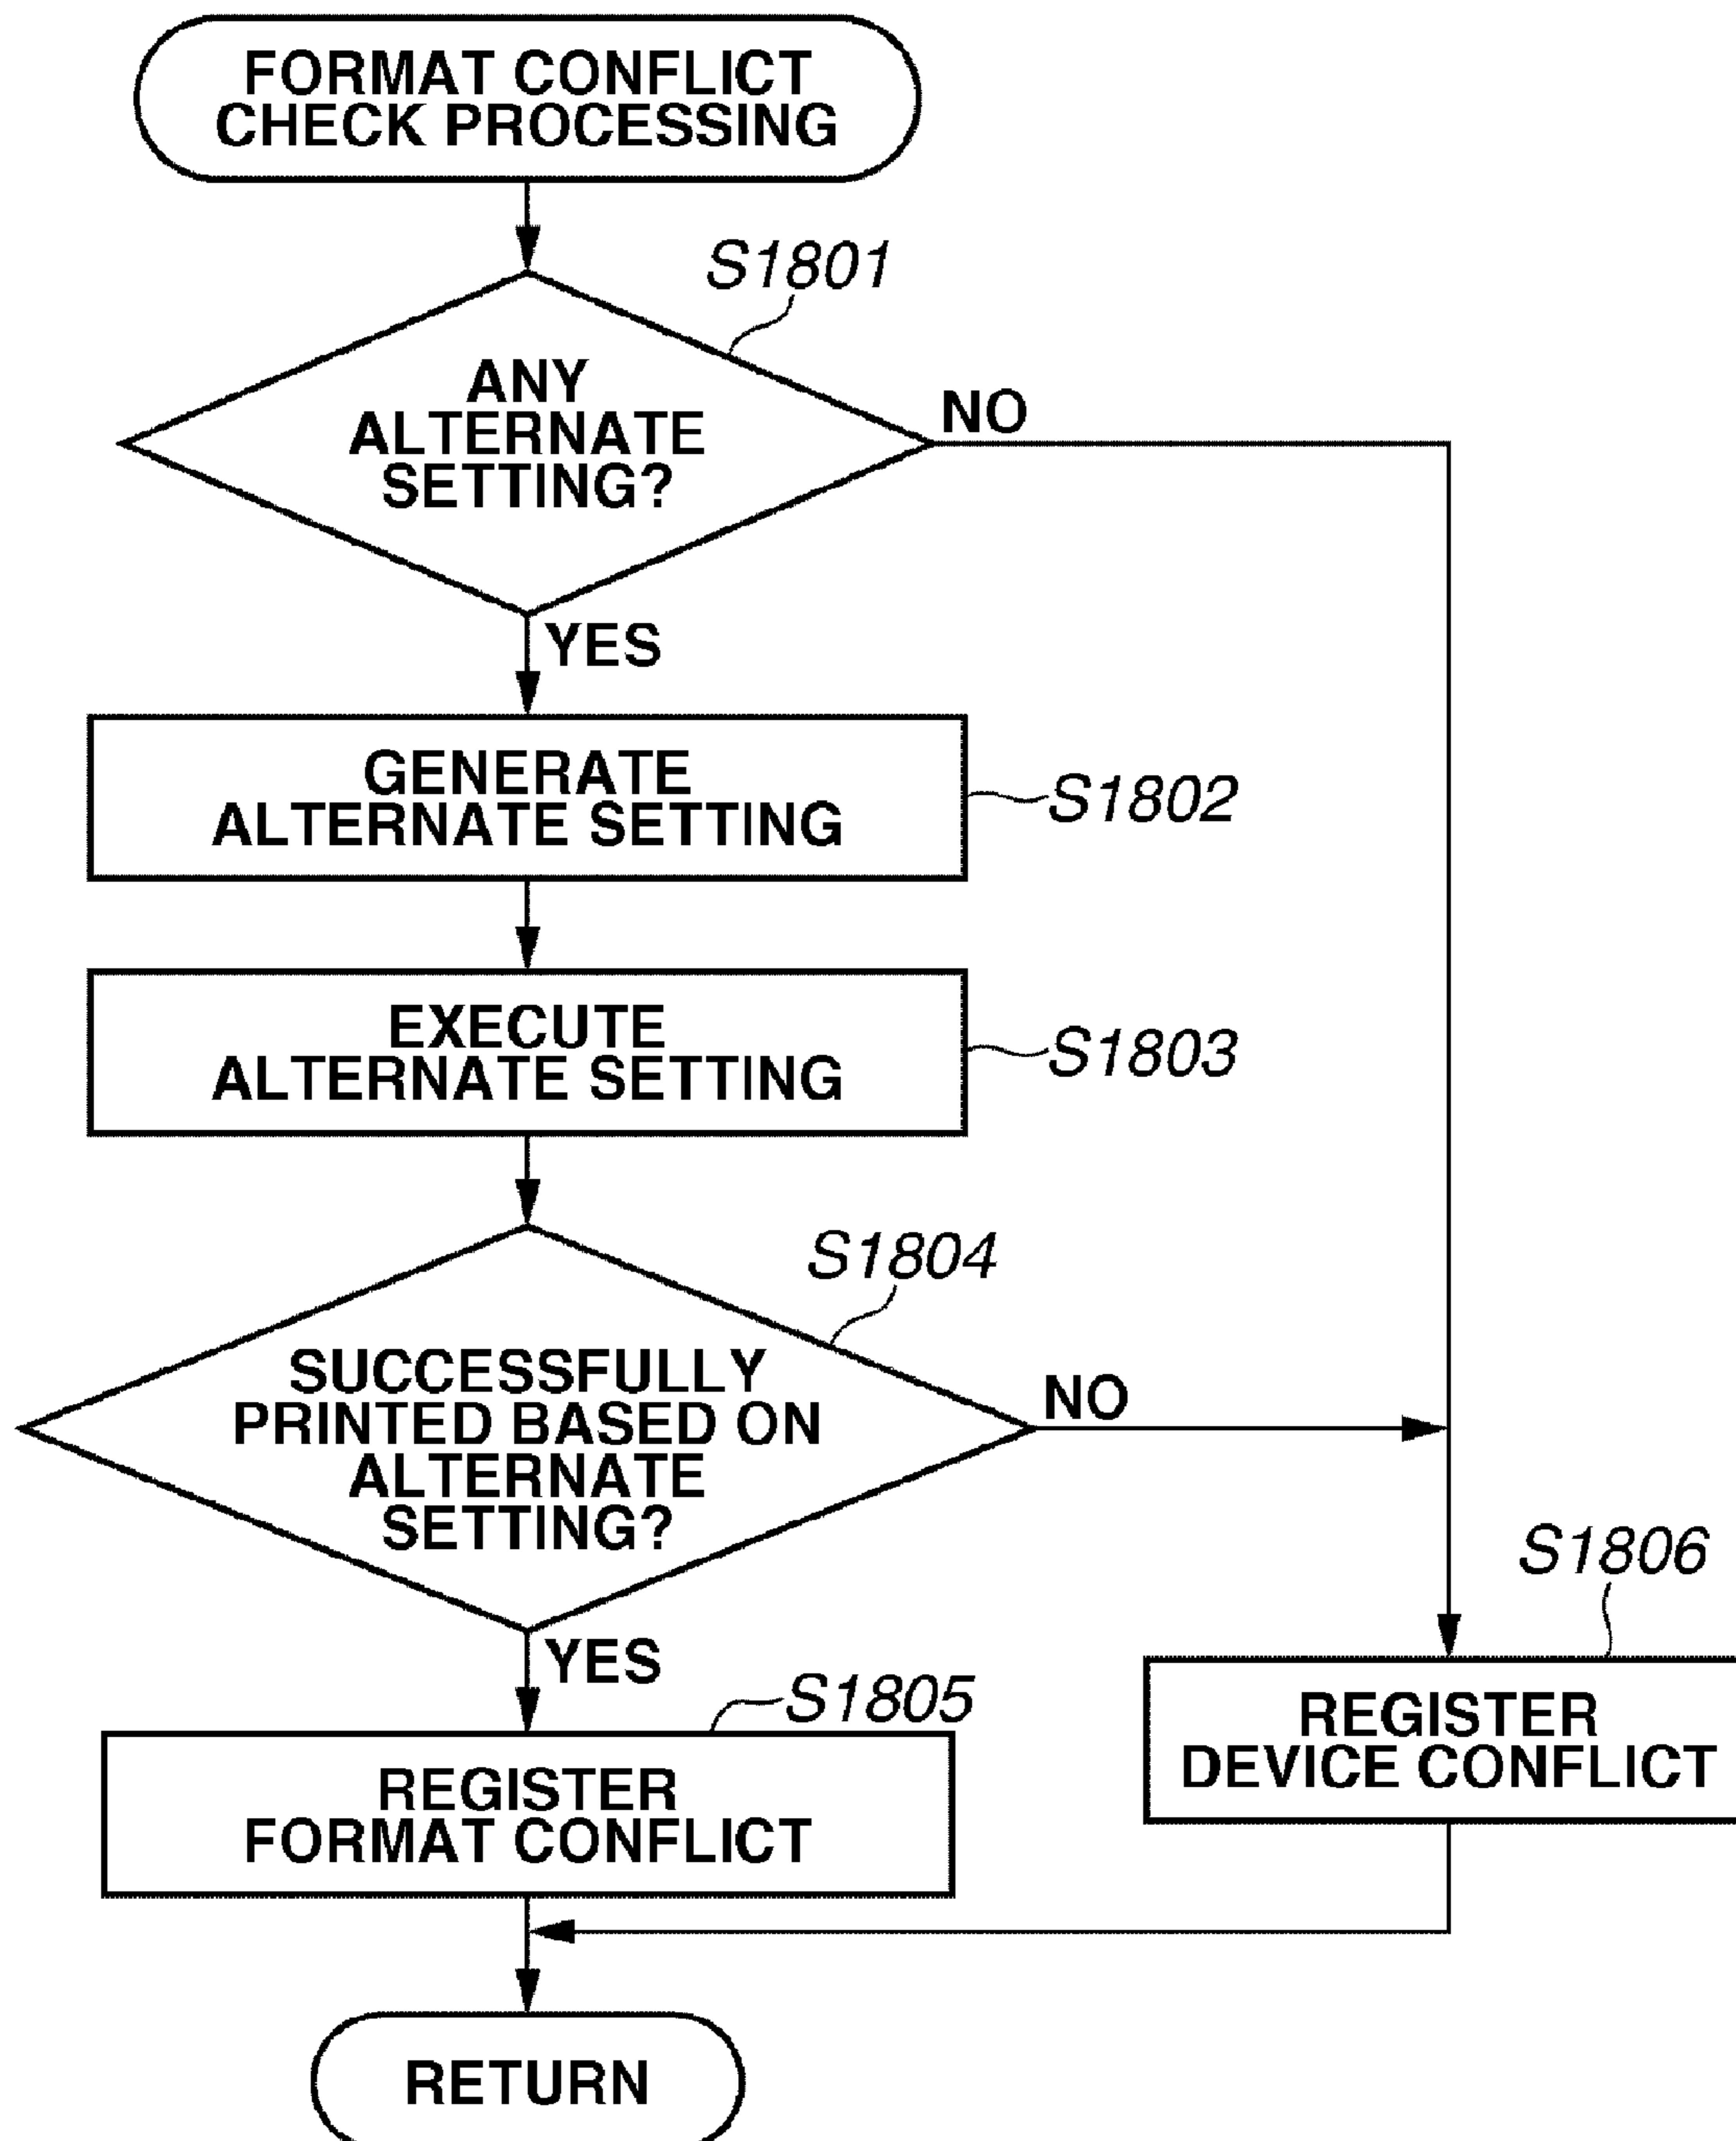 FORMAT CONFLICT
CHECK PROCESSING
S1801
ANY
ALTERNATE
SETTING?
NO
YES
GENERATE
ALTERNATE SETTING
S1802
EXECUTE
ALTERNATE SETTING
S1803
S1804
SUCCESSFULLY
PRINTED BASED ON
ALTERNATE
SETTING?
NO
YES
S1805
REGISTER
FORMAT CONFLICT
S1806
REGISTER
DEVICE CONFLICT
RETURN